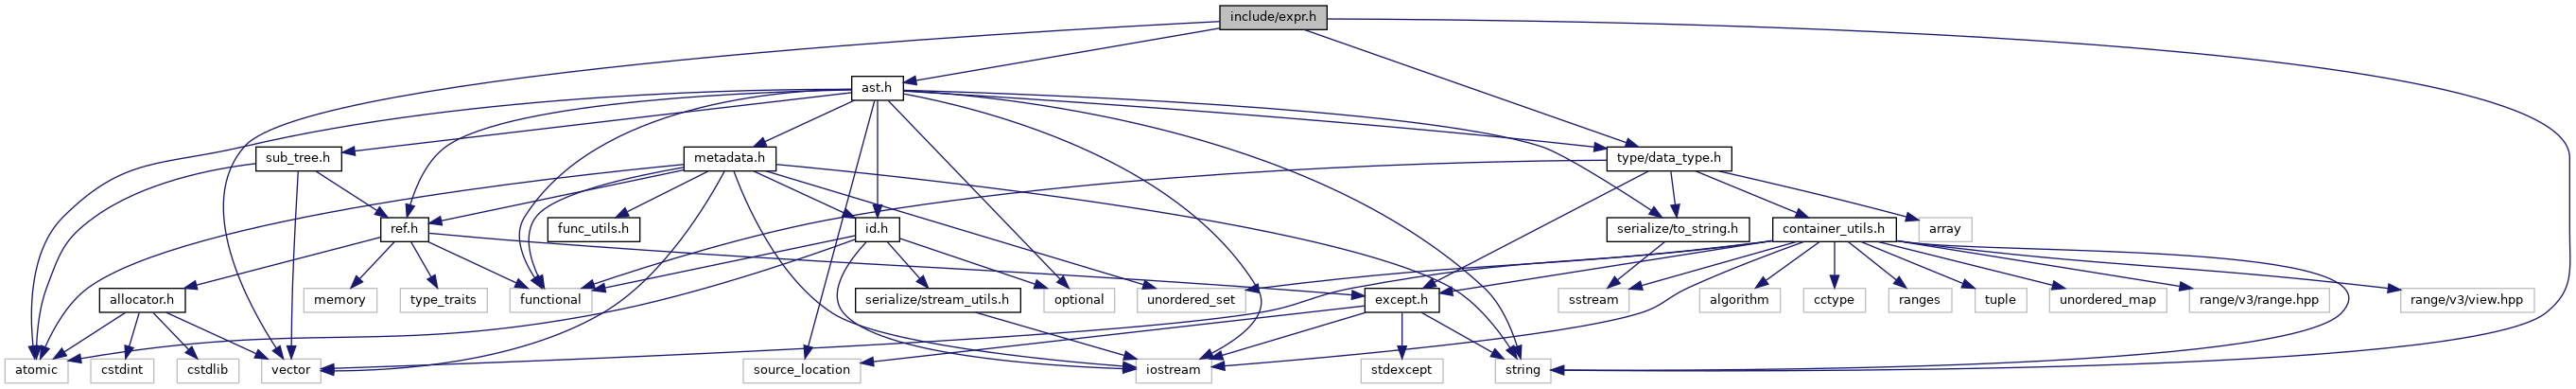 include/expr.h
ast.h
sub_tree.h
metadata.h
type/data_type.h
ref.h
func_utils.h
id.h
serialize/to_string.h
container_utils.h
array
allocator.h
memory
type_traits
functional
serialize/stream_utils.h
optional
unordered_set
except.h
sstream
algorithm
cctype
ranges
tuple
unordered_map
range/v3/range.hpp
range/v3/view.hpp
atomic
cstdint
cstdlib
vector
source_location
iostream
stdexcept
string